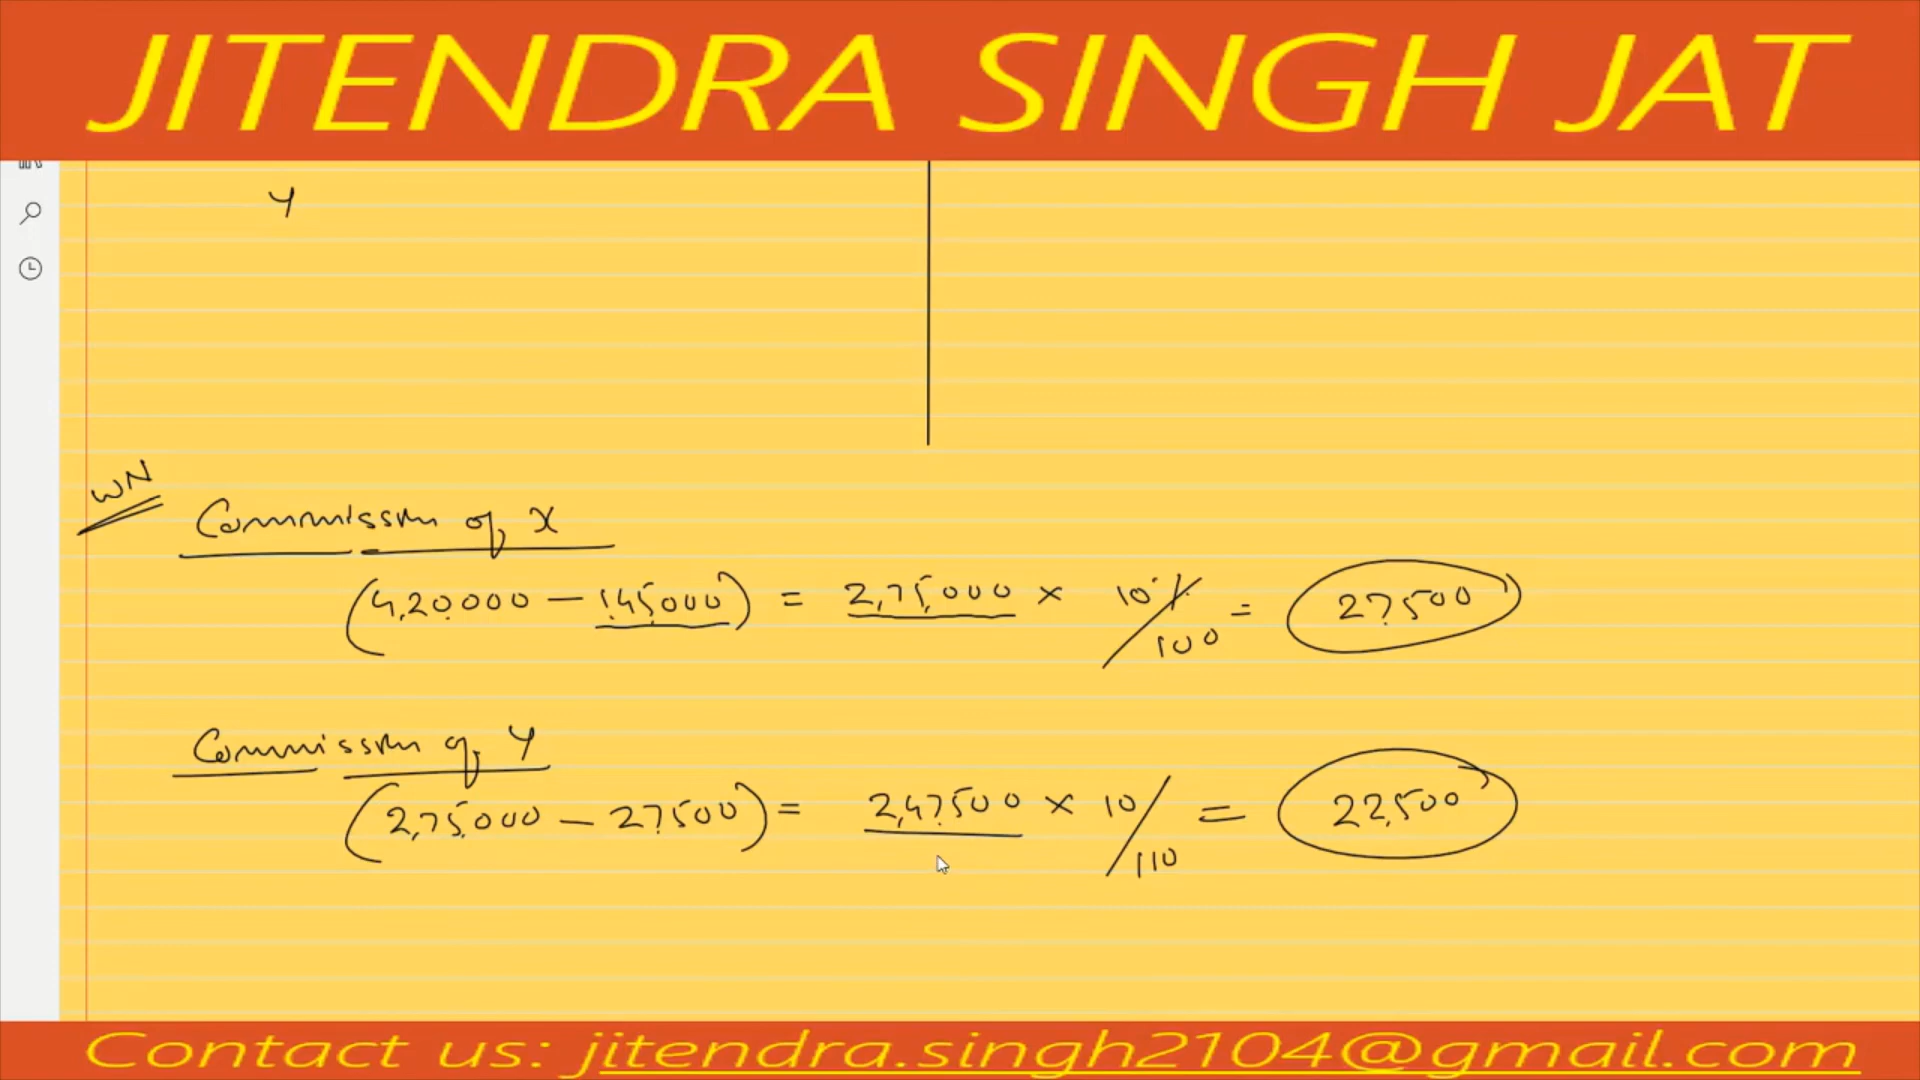 JITENDRA SINGH JAT
Y
WN
Commission of X
(4,20,000 — 1,45,000) = 2,75,000 × 10%/100 = 27,500
Commission of Y
(2,75,000 — 27,500) = 2,47,500 × 10/110 = 22,500
Contact us: jitendra.singh2104@gmail.com